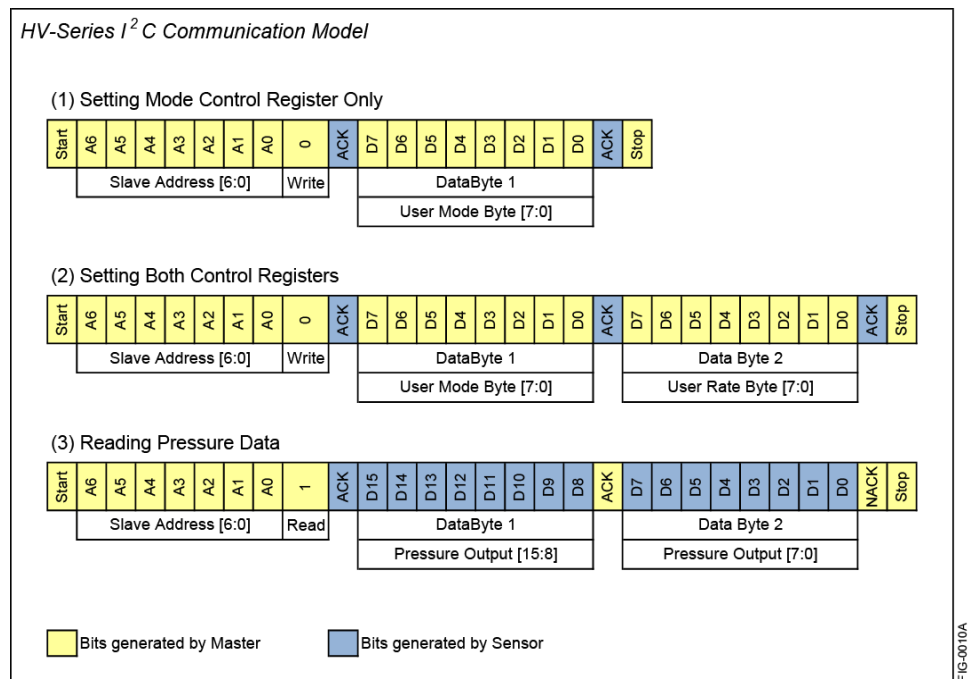 HV-Series I² C Communication Model
(1) Setting Mode Control Register Only
Start A6 A5 A4 A3 A2 A1 A0 0 ACK D7 D6 D5 D4 D3 D2 D1 D0 ACK Stop
Slave Address [6:0] Write DataByte 1
User Mode Byte [7:0]
(2) Setting Both Control Registers
Start A6 A5 A4 A3 A2 A1 A0 0 ACK D7 D6 D5 D4 D3 D2 D1 D0 ACK D7 D6 D5 D4 D3 D2 D1 D0 ACK Stop
Slave Address [6:0] Write DataByte 1 Data Byte 2
User Mode Byte [7:0] User Rate Byte [7:0]
(3) Reading Pressure Data
Start A6 A5 A4 A3 A2 A1 A0 1 ACK D15 D14 D13 D12 D11 D10 D9 D8 ACK D7 D6 D5 D4 D3 D2 D1 D0 NACK Stop
Slave Address [6:0] Read DataByte 1 Data Byte 2
Pressure Output [15:8] Pressure Output [7:0]
Bits generated by Master Bits generated by Sensor
FIG-0010A